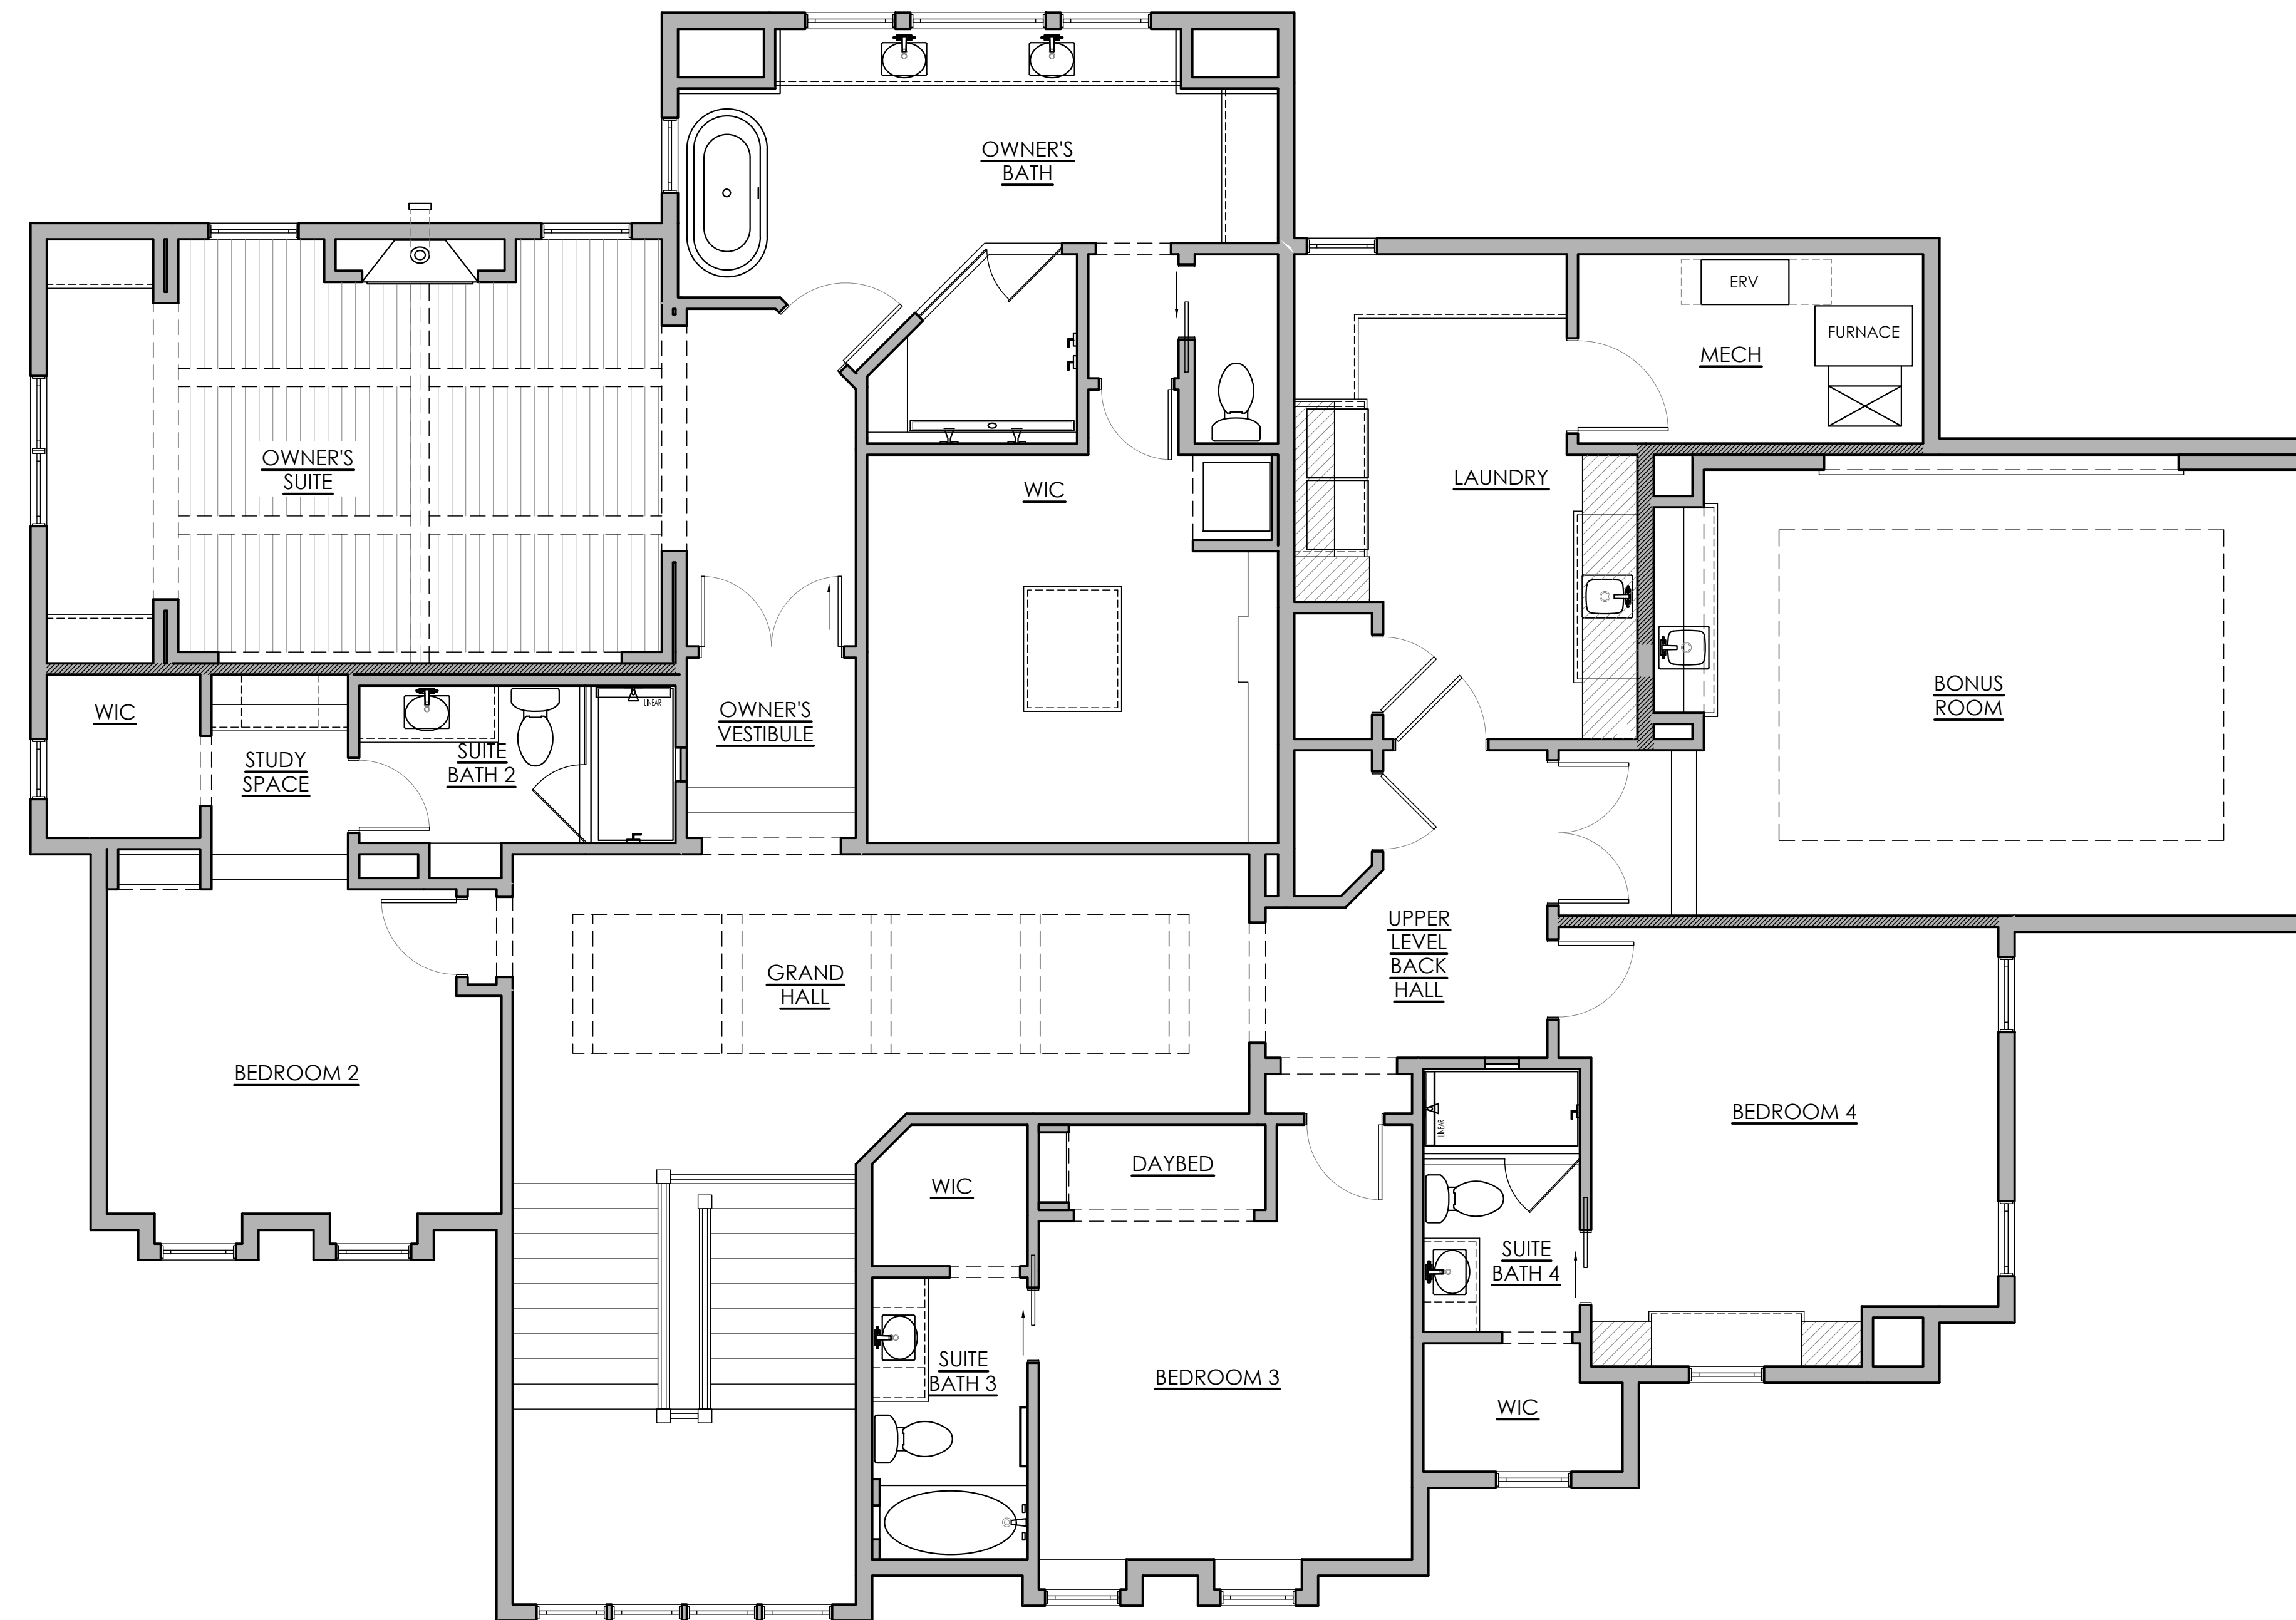 OWNER'S
BATH
ERV
FURNACE
MECH
OWNER'S
SUITE
WIC
LAUNDRY
BONUS
ROOM
WIC
STUDY
SPACE
SUITE
BATH 2
LINEAR
OWNER'S
VESTIBULE
UPPER
LEVEL
BACK
HALL
GRAND
HALL
BEDROOM 2
BEDROOM 4
LINEAR
WIC
DAYBED
SUITE
BATH 4
SUITE
BATH 3
BEDROOM 3
WIC